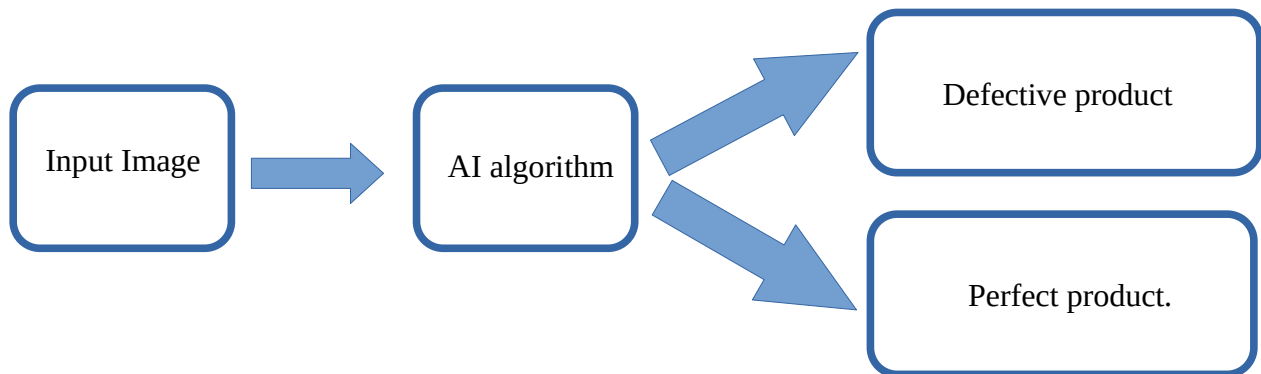 Input Image
AI algorithm
Defective product
Perfect product.